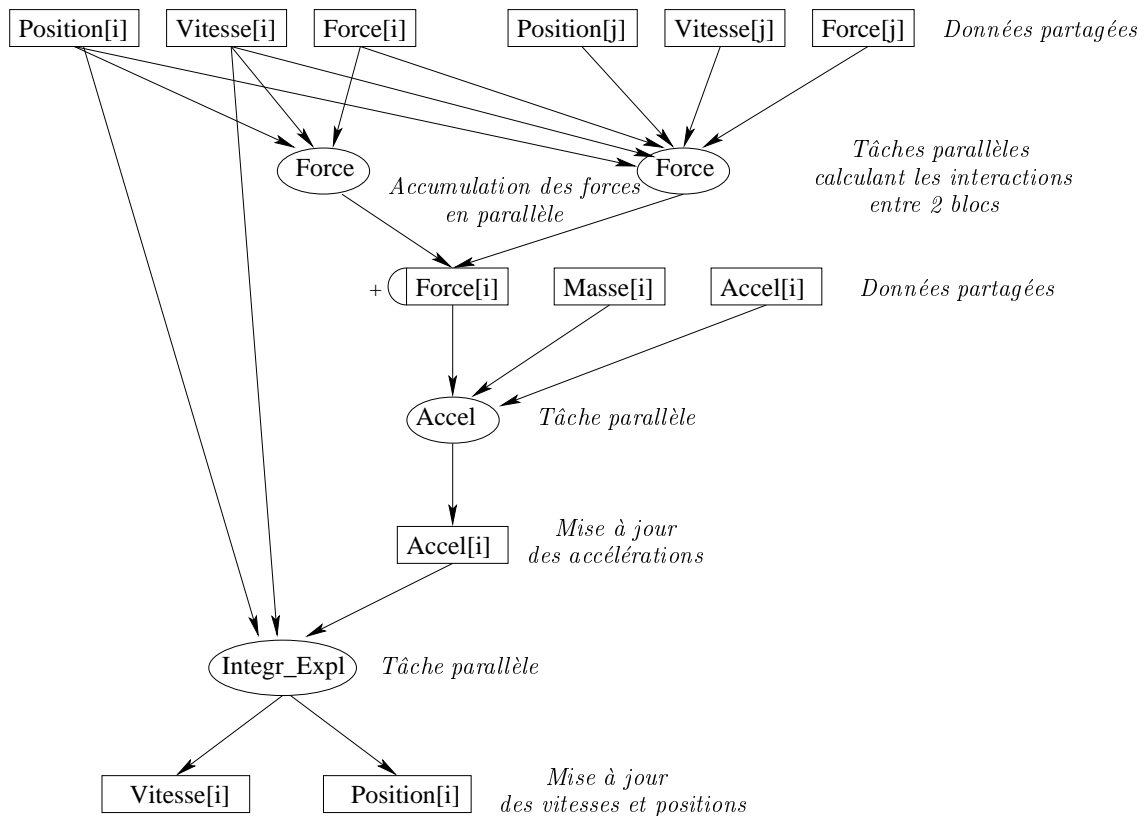 Position[i] Vitesse[i] Force[i] Position[j] Vitesse[j] Force[j] Données partagées
Force Force Tâches parallèles
calculant les interactions
entre 2 blocs
Accumulation des forces
en parallèle
+ Force[i] Masse[i] Accel[i] Données partagées
Accel Tâche parallèle
Accel[i] Mise à jour
des accélérations
Integr_Expl Tâche parallèle
Vitesse[i] Position[i] Mise à jour
des vitesses et positions